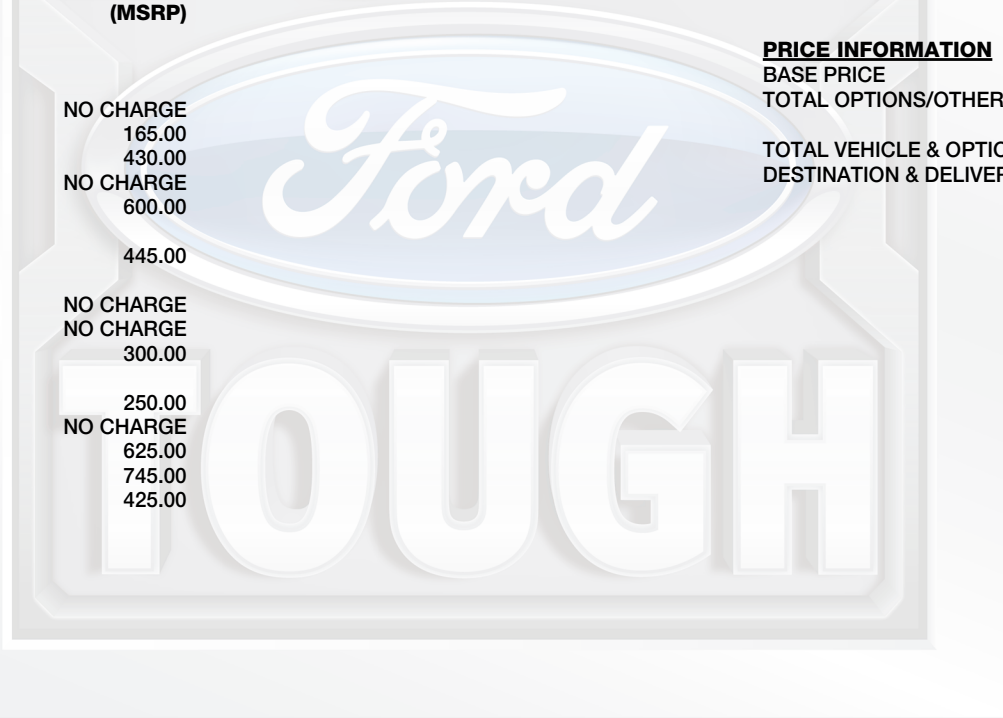 (MSRP)
NO CHARGE
165.00
430.00
NO CHARGE
600.00
445.00
NO CHARGE
NO CHARGE
300.00
250.00
NO CHARGE
625.00
745.00
425.00
PRICE INFORMATION
BASE PRICE
TOTAL OPTIONS/OTHER
TOTAL VEHICLE & OPTIO
DESTINATION & DELIVER
Ford
TOUGH